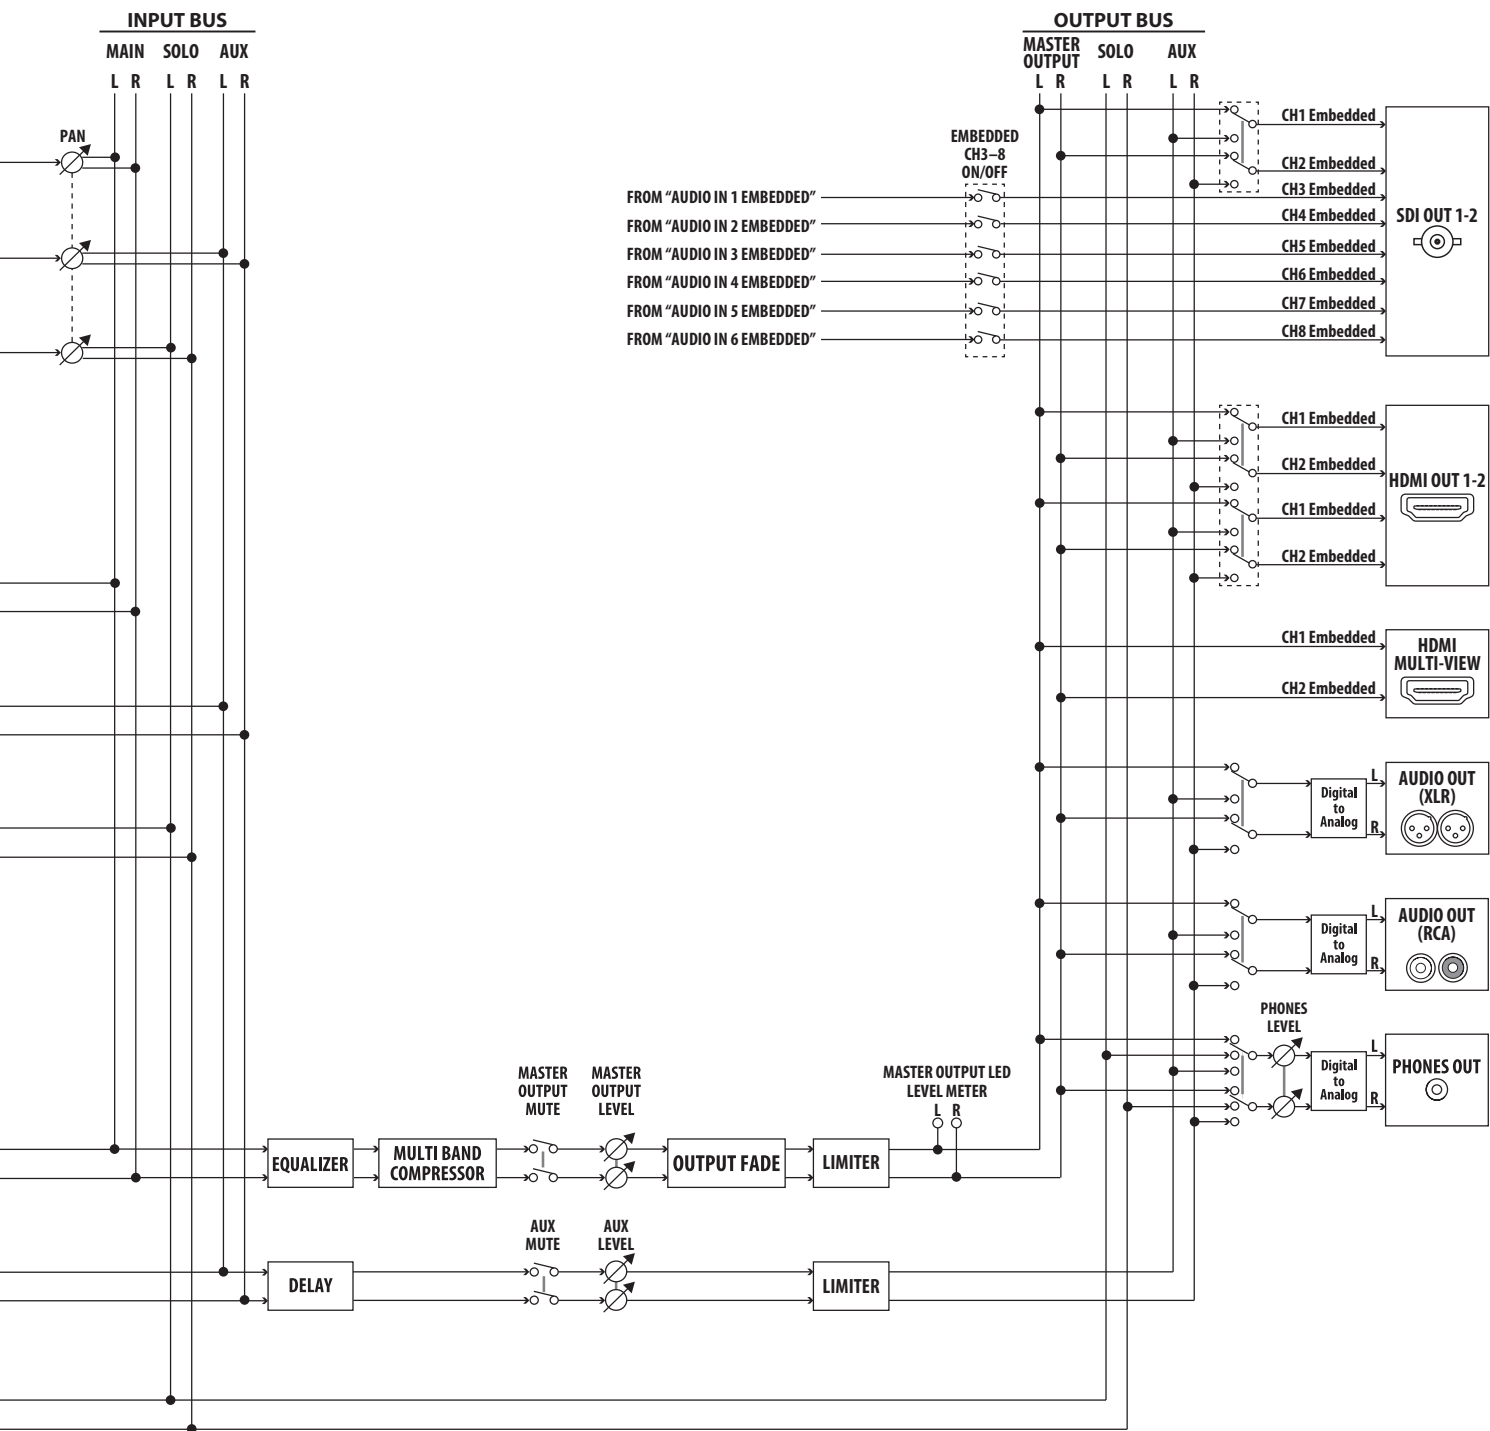 INPUT BUS
MAIN SOLO AUX
L R L R L R
PAN
OUTPUT BUS
MASTER
OUTPUT
SOLO AUX
L R L R L R
EMBEDDED
CH3–8
ON/OFF
FROM “AUDIO IN 1 EMBEDDED”
FROM “AUDIO IN 2 EMBEDDED”
FROM “AUDIO IN 3 EMBEDDED”
FROM “AUDIO IN 4 EMBEDDED”
FROM “AUDIO IN 5 EMBEDDED”
FROM “AUDIO IN 6 EMBEDDED”
CH1 Embedded
CH2 Embedded
CH3 Embedded
CH4 Embedded
CH5 Embedded
CH6 Embedded
CH7 Embedded
CH8 Embedded
SDI OUT 1-2
CH1 Embedded
CH2 Embedded
CH1 Embedded
CH2 Embedded
HDMI OUT 1-2
CH1 Embedded
CH2 Embedded
HDMI
MULTI-VIEW
Digital
to
Analog
L
R
AUDIO OUT
(XLR)
Digital
to
Analog
L
R
AUDIO OUT
(RCA)
PHONES
LEVEL
Digital
to
Analog
L
R
PHONES OUT
EQUALIZER
MULTI BAND
COMPRESSOR
MASTER
OUTPUT
MUTE
MASTER
OUTPUT
LEVEL
OUTPUT FADE
LIMITER
MASTER OUTPUT LED
LEVEL METER
L R
DELAY
AUX
MUTE
AUX
LEVEL
LIMITER